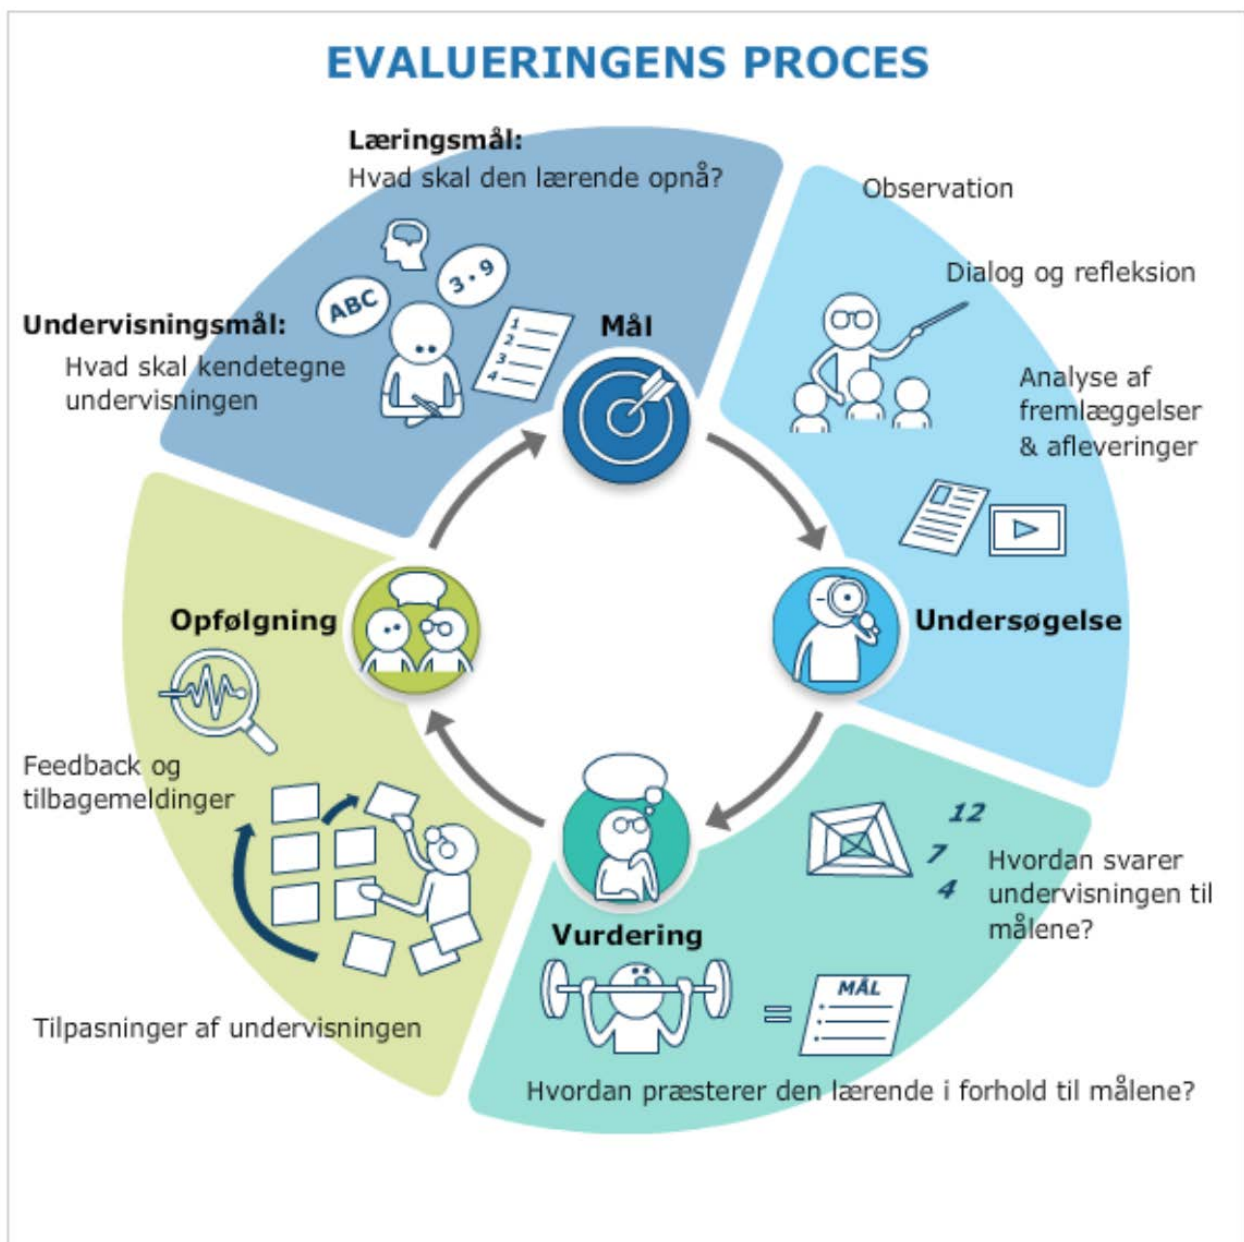 EVALUERINGENS PROCES
Læringsmål:
Hvad skal den lærende opnå?
Undervisningsmål:
Hvad skal kendetegne
undervisningen
ABC
3 · 9
1
2
3
4
Mål
Observation
Dialog og refleksion
Analyse af
fremlæggelser
& afleveringer
Undersøgelse
12
7
4
Hvordan svarer
undervisningen til
målene?
Vurdering
MÅL
=
Hvordan præsterer den lærende i forhold til målene?
Opfølgning
Feedback og
tilbagemeldinger
Tilpasninger af undervisningen